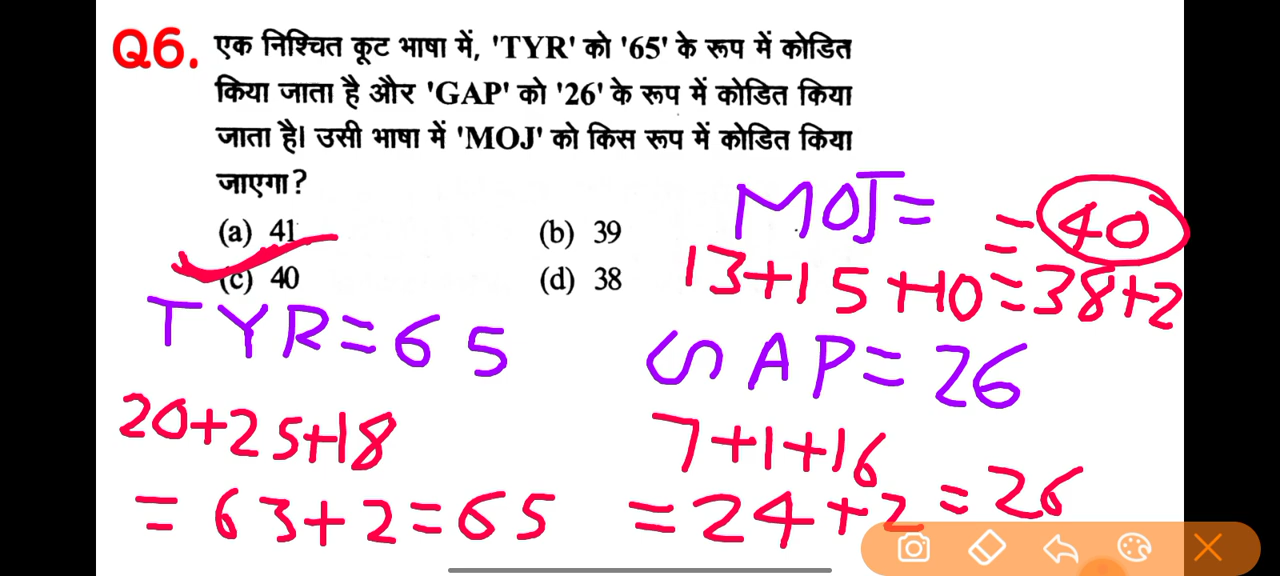 Q6. एक निश्चित कूट भाषा में, 'TYR' को '65' के रूप में कोडित
किया जाता है और 'GAP' को '26' के रूप में कोडित किया
जाता है। उसी भाषा में 'MOJ' को किस रूप में कोडित किया
जाएगा?
(a) 41 (b) 39
(c) 40 (d) 38
MOJ =
= 40
13+15+10=38+2
TYR=65
20+25+18
= 63+2=65
GAP=26
7+1+16
=24+2=26